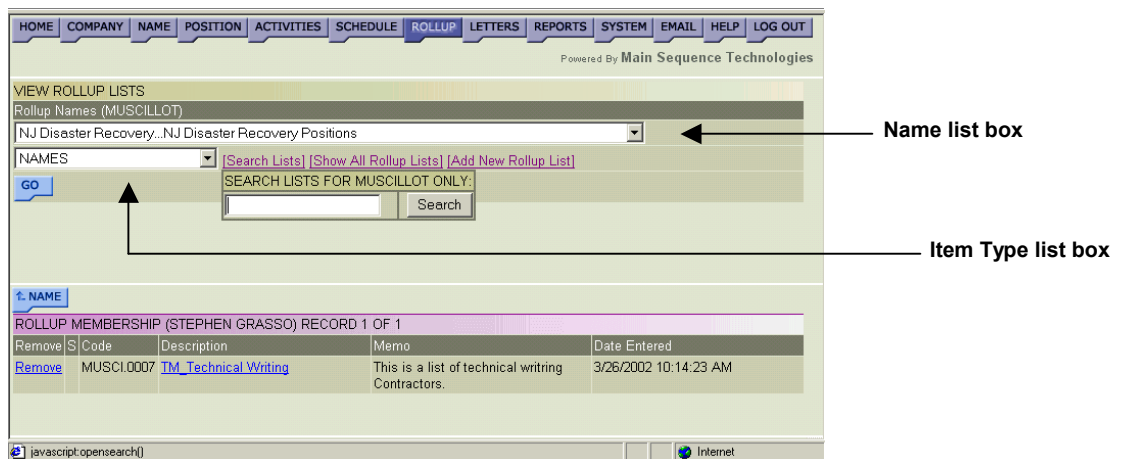 HOME COMPANY NAME POSITION ACTIVITIES SCHEDULE ROLLUP LETTERS REPORTS SYSTEM EMAIL HELP LOG OUT
Powered By Main Sequence Technologies
VIEW ROLLUP LISTS
Rollup Names (MUSCILLOT)
NJ Disaster Recovery...NJ Disaster Recovery Positions
Name list box
NAMES [Search Lists] [Show All Rollup Lists] [Add New Rollup List]
GO
SEARCH LISTS FOR MUSCILLOT ONLY:
Search
Item Type list box
NAME
ROLLUP MEMBERSHIP (STEPHEN GRASSO) RECORD 1 OF 1
Remove S Code Description Memo Date Entered
Remove MUSCI.0007 TM_Technical Writing This is a list of technical writring 3/26/2002 10:14:23 AM
Contractors.
javascript:opensearch() Internet